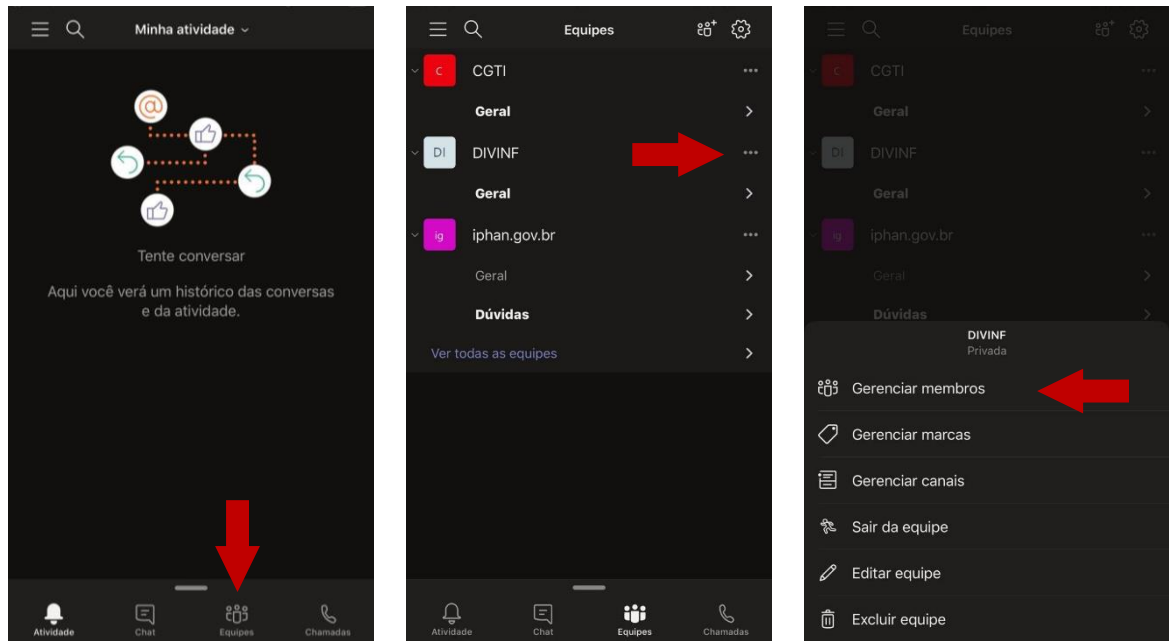 Minha atividade
@
Tente conversar
Aqui você verá um histórico das conversas
e da atividade.
Atividade
Chat
Equipes
Chamadas
Equipes
C
CGTI
Geral
DI
DIVINF
Geral
ig
iphan.gov.br
Geral
Dúvidas
Ver todas as equipes
Atividade
Chat
Equipes
Chamadas
Equipes
C
CGTI
Geral
DI
DIVINF
Geral
ig
iphan.gov.br
Geral
Dúvidas
DIVINF
Privada
Gerenciar membros
Gerenciar marcas
Gerenciar canais
Sair da equipe
Editar equipe
Excluir equipe